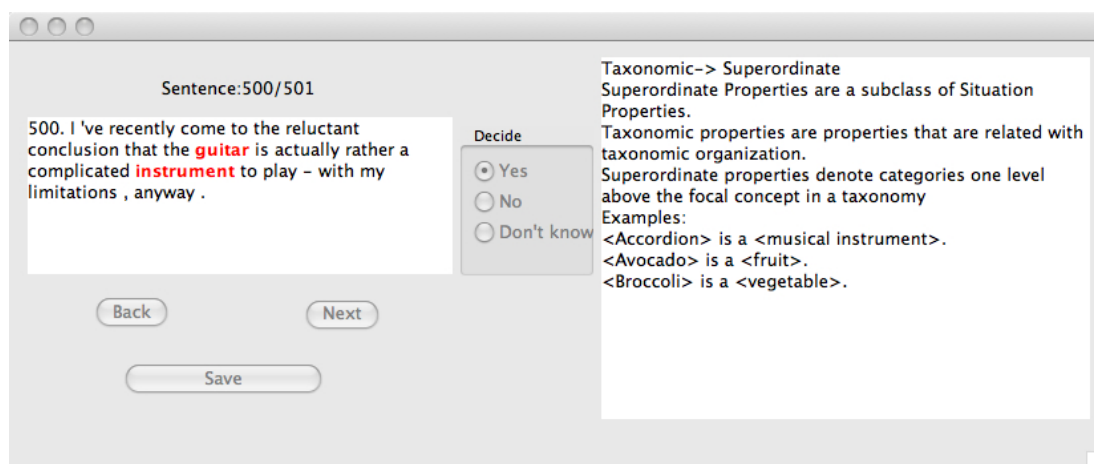 Sentence:500/501
500. I 've recently come to the reluctant
conclusion that the guitar is actually rather a
complicated instrument to play – with my
limitations , anyway .
Decide
Yes
No
Don't know
Back
Next
Save
Taxonomic-> Superordinate
Superordinate Properties are a subclass of Situation
Properties.
Taxonomic properties are properties that are related with
taxonomic organization.
Superordinate properties denote categories one level
above the focal concept in a taxonomy
Examples:
<Accordion> is a <musical instrument>.
<Avocado> is a <fruit>.
<Broccoli> is a <vegetable>.